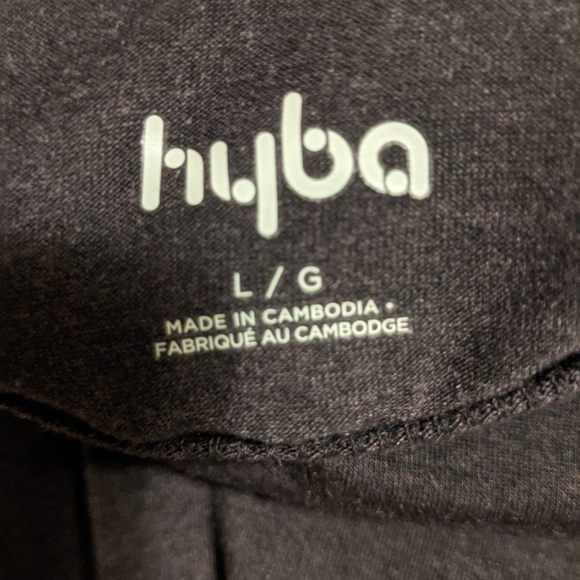 hyba
L / G
MADE IN CAMBODIA •
FABRIQUÉ AU CAMBODGE